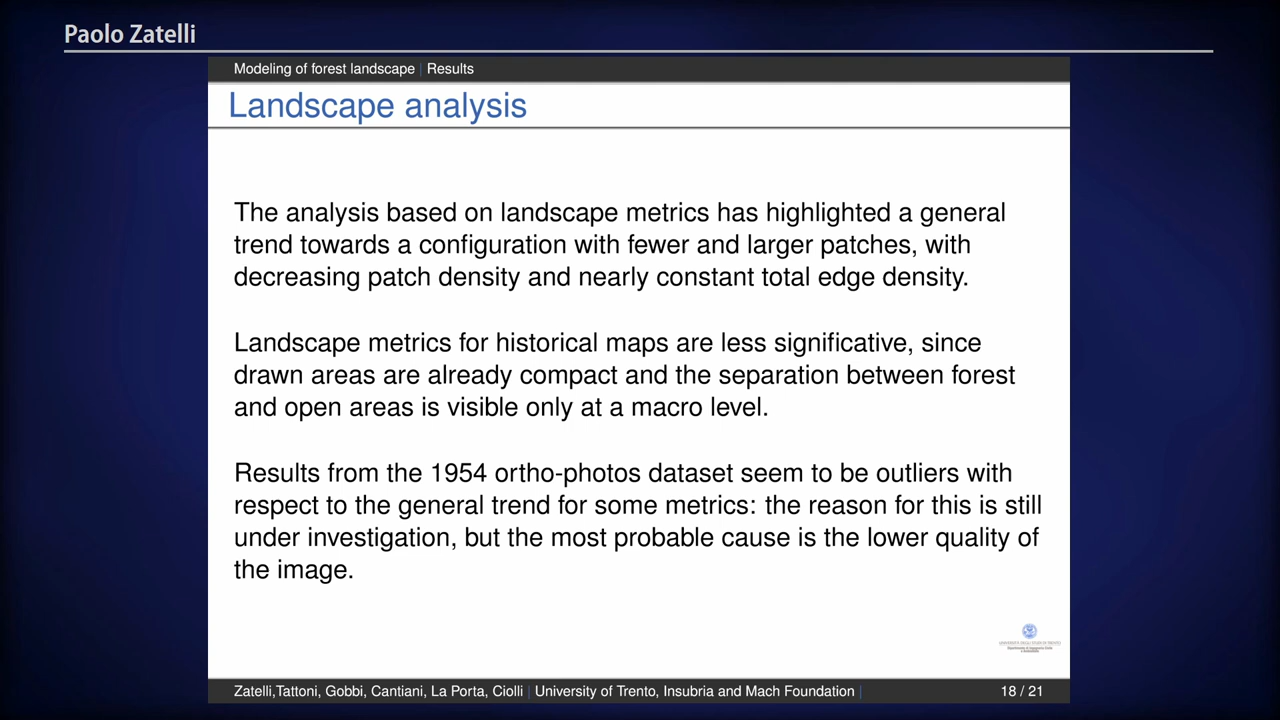 Paolo Zatelli
Modeling of forest landscape | Results
Landscape analysis
The analysis based on landscape metrics has highlighted a general
trend towards a configuration with fewer and larger patches, with
decreasing patch density and nearly constant total edge density.
Landscape metrics for historical maps are less significative, since
drawn areas are already compact and the separation between forest
and open areas is visible only at a macro level.
Results from the 1954 ortho-photos dataset seem to be outliers with
respect to the general trend for some metrics: the reason for this is still
under investigation, but the most probable cause is the lower quality of
the image.
Zatelli,Tattoni, Gobbi, Cantiani, La Porta, Ciolli | University of Trento, Insubria and Mach Foundation |
18 / 21